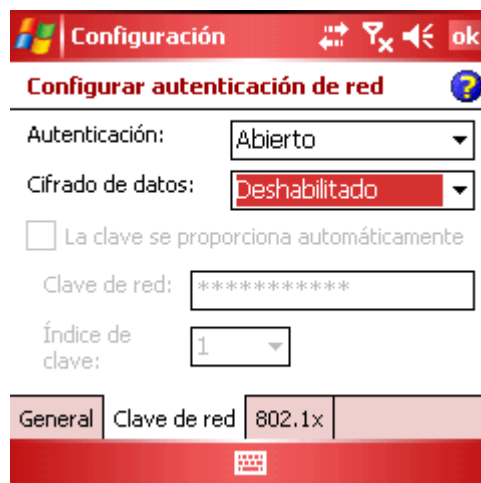 Configuración ok
Configurar autenticación de red ?
Autenticación: Abierto
Cifrado de datos: Deshabilitado
La clave se proporciona automáticamente
Clave de red: ***********
Índice de
clave: 1
General Clave de red 802.1x